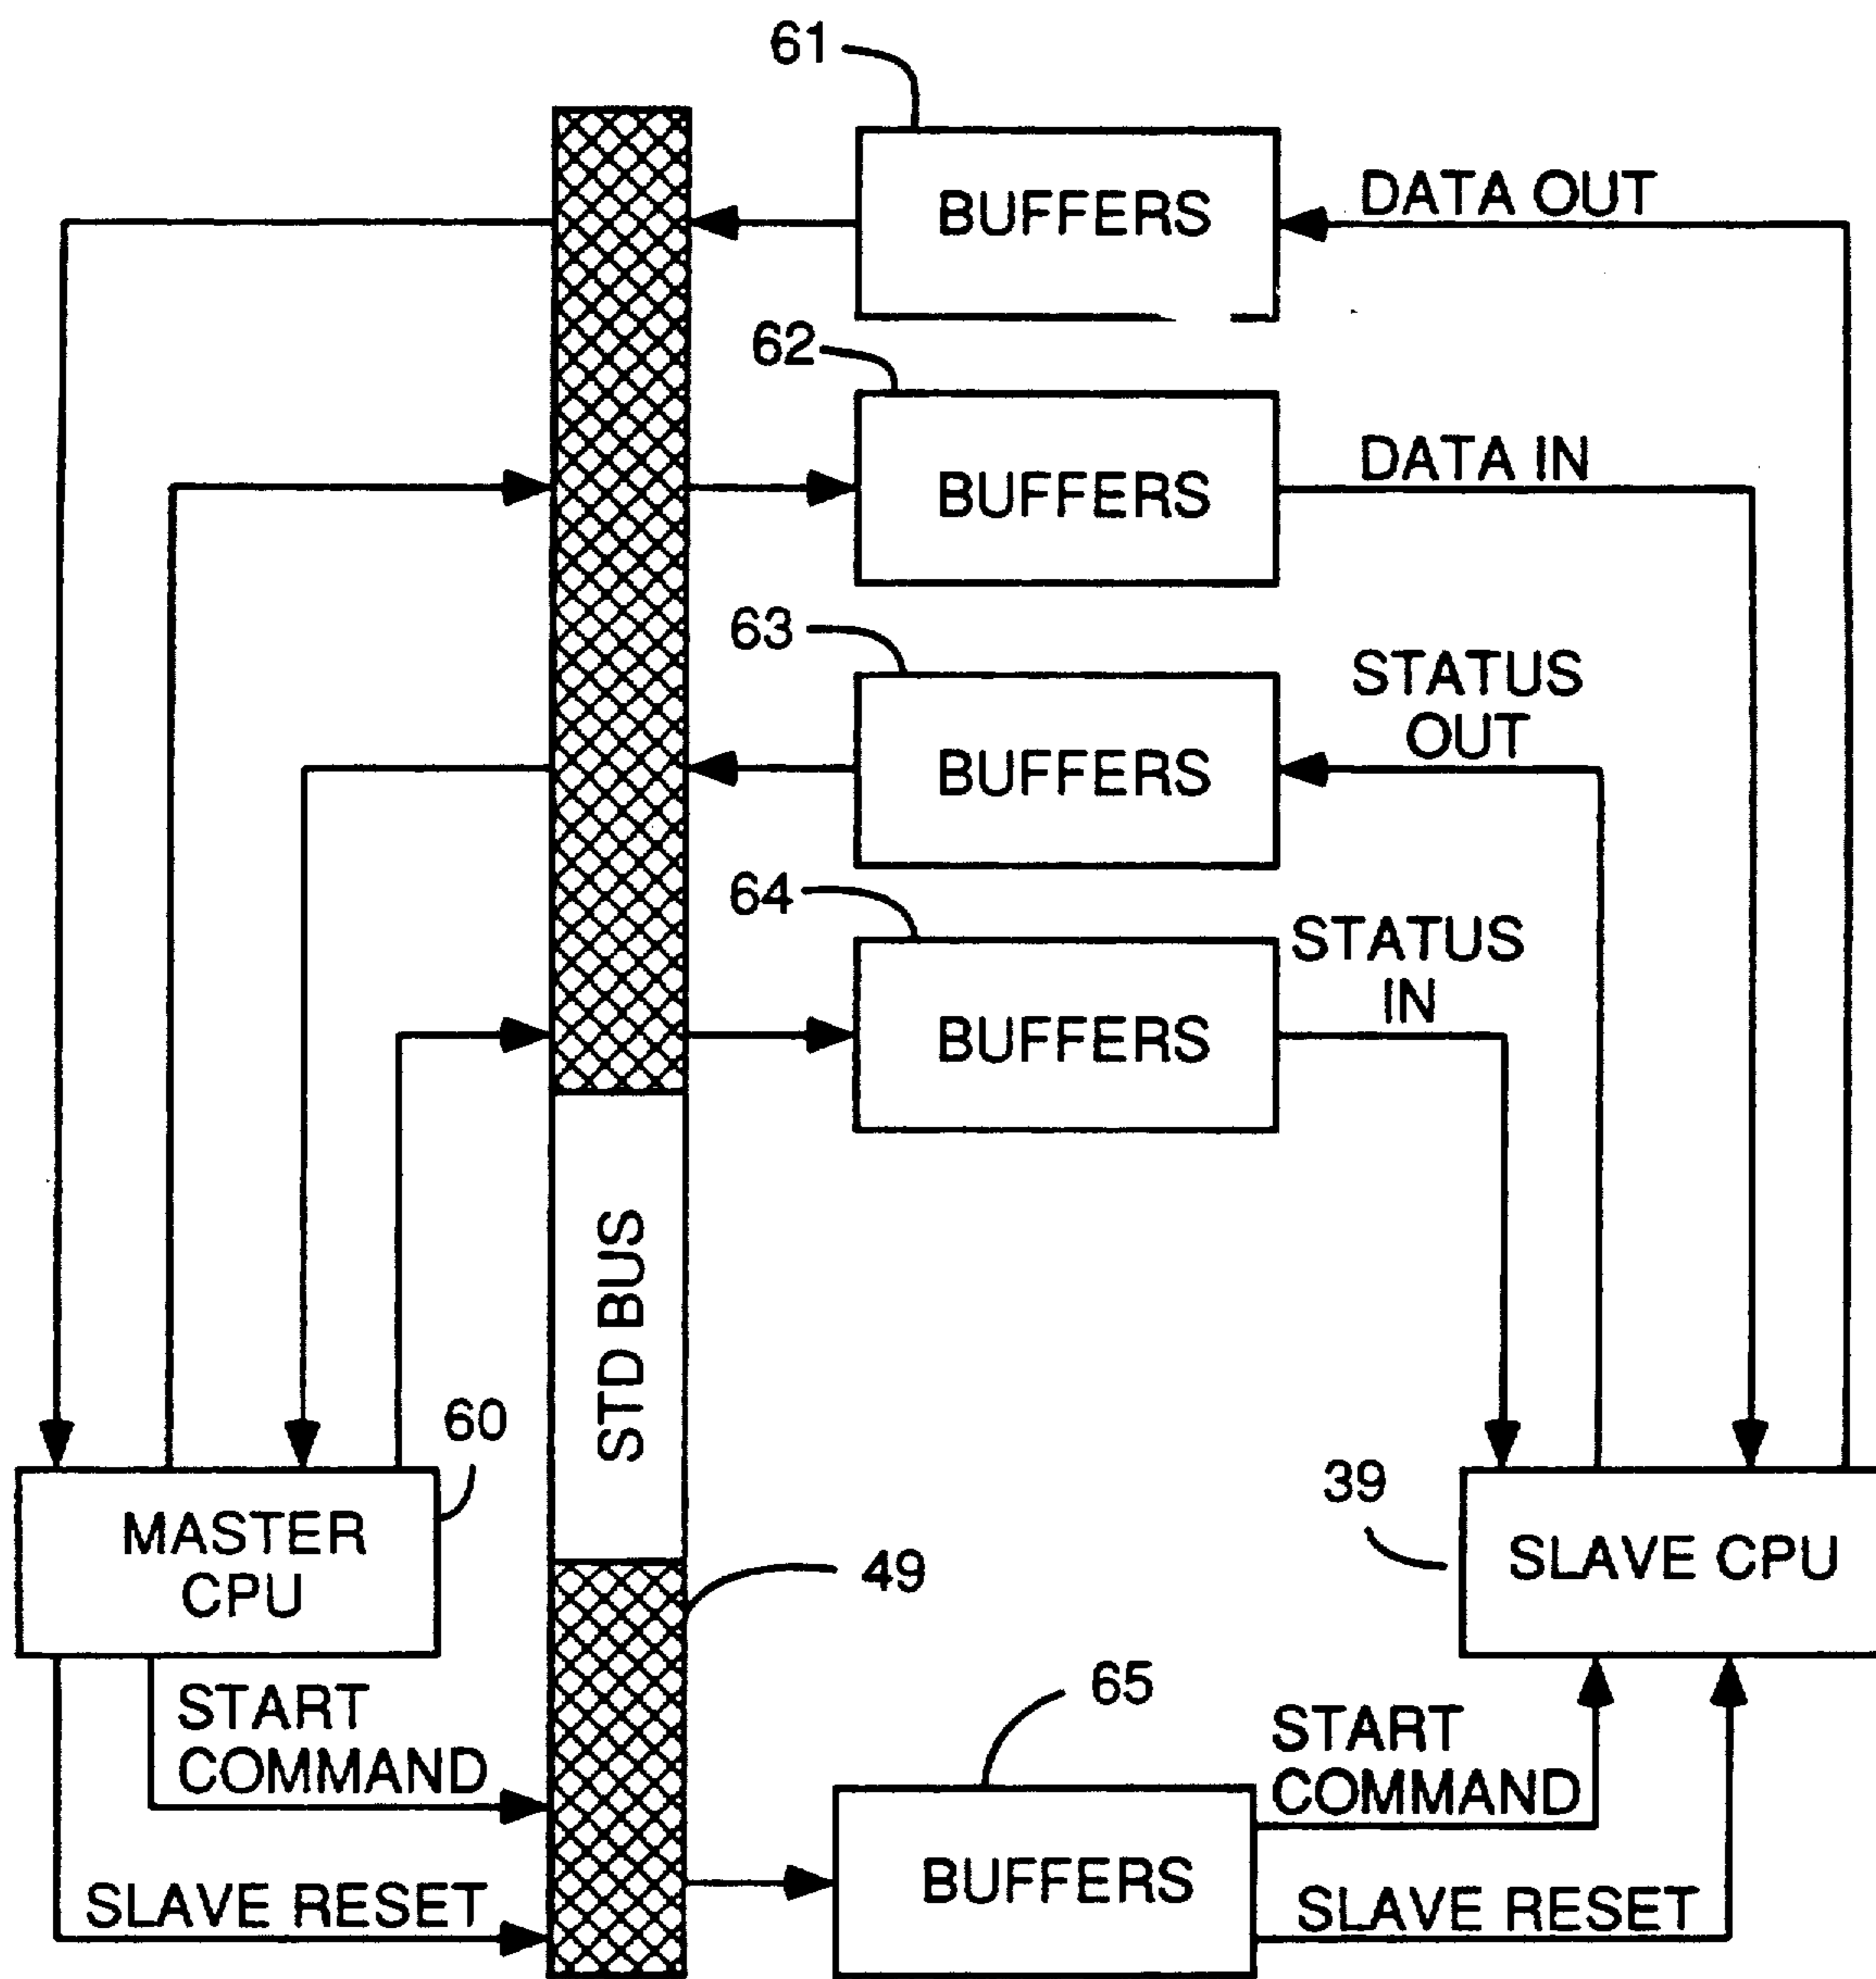 61
BUFFERS
DATA OUT
62
BUFFERS
DATA IN
63
BUFFERS
STATUS
OUT
64
BUFFERS
STATUS
IN
STD BUS
60
MASTER
CPU
39
SLAVE CPU
49
START
COMMAND
SLAVE RESET
65
BUFFERS
START
COMMAND
SLAVE RESET